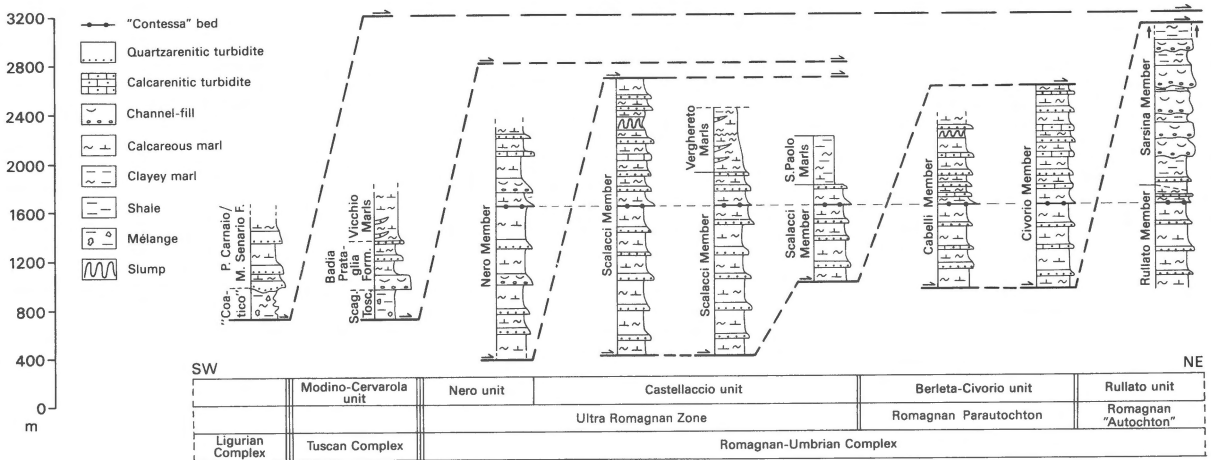 3200
2800
2400
2000
1600
1200
800
400
0
m
"Contessa" bed
Quartzarenitic turbidite
Calcarenitic turbidite
Channel-fill
Calcareous marl
Clayey marl
Shale
Mélange
Slump
"Coa-
tico"
P. Carnaio/
M. Senario F.
Scag.
Tosc.
Badia
Prata-
glia
Form.
Vicchio
Marls
Nero Member
Scalacci Member
Scalacci Member
Verghereto
Marls
Scalacci
Member
S.Paolo
Marls
Cabelli Member
Civorio Member
Rullato Member
Sarsina Member
SW
NE
Modino-Cervarola
unit
Nero unit
Castellaccio unit
Berleta-Civorio unit
Rullato unit
Ultra Romagnan Zone
Romagnan Parautochton
Romagnan
"Autochton"
Ligurian
Complex
Tuscan Complex
Romagnan-Umbrian Complex